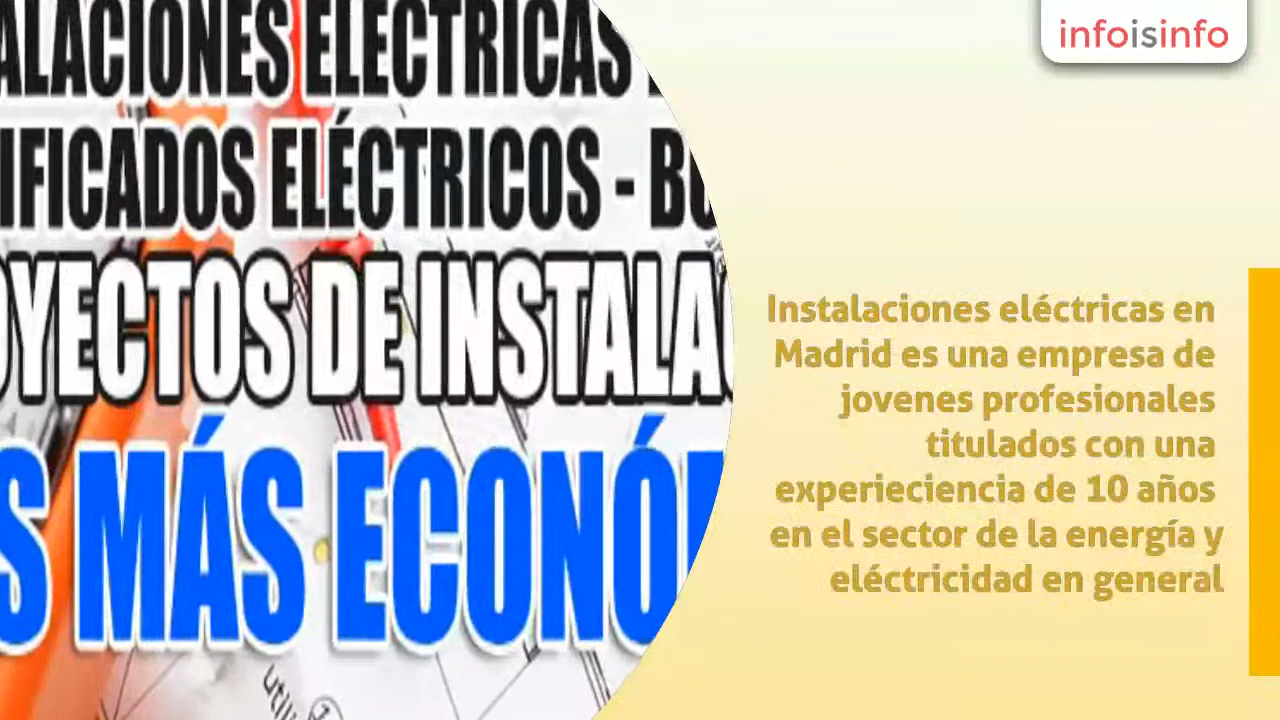 ALACIONES ELÉCTRICAS
IFICADOS ELÉCTRICOS - BO
OYECTOS DE INSTALAC
S MÁS ECONÓ
infoisinfo
Instalaciones eléctricas en
Madrid es una empresa de
jovenes profesionales
titulados con una
experieciencia de 10 años
en el sector de la energía y
eléctricidad en general